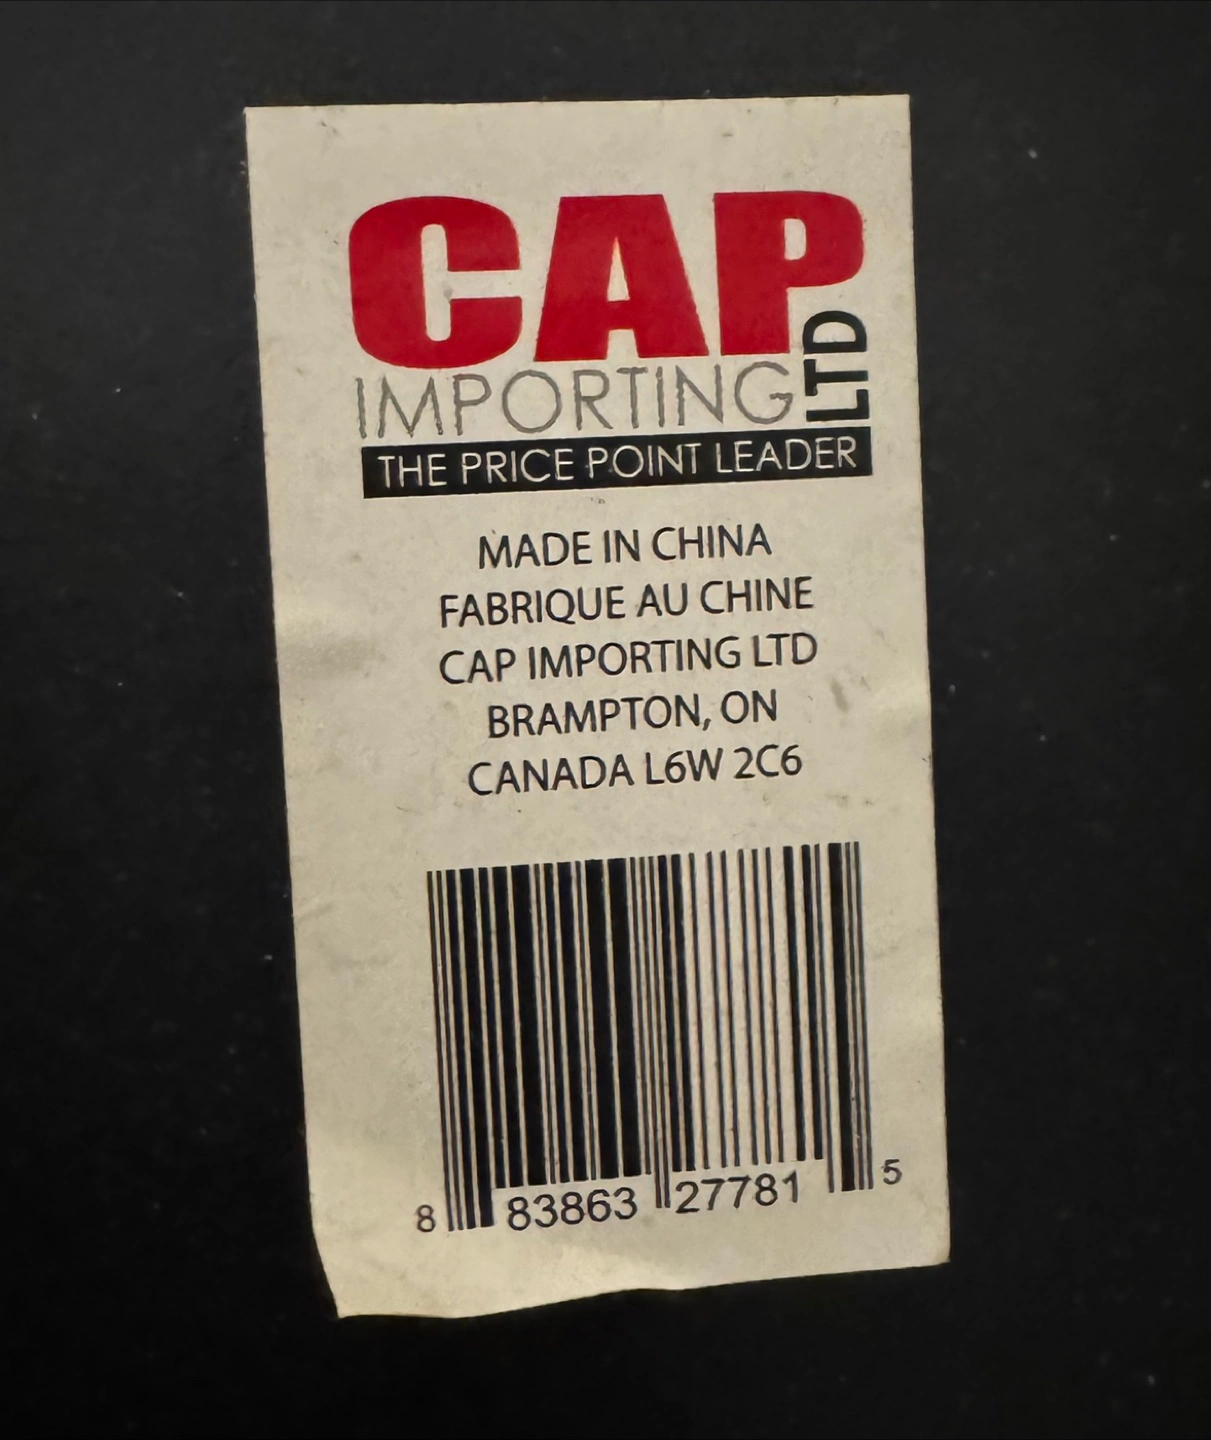 CAP
IMPORTING LTD
THE PRICE POINT LEADER
MADE IN CHINA
FABRIQUE AU CHINE
CAP IMPORTING LTD
BRAMPTON, ON
CANADA L6W 2C6
8 83863 27781 5